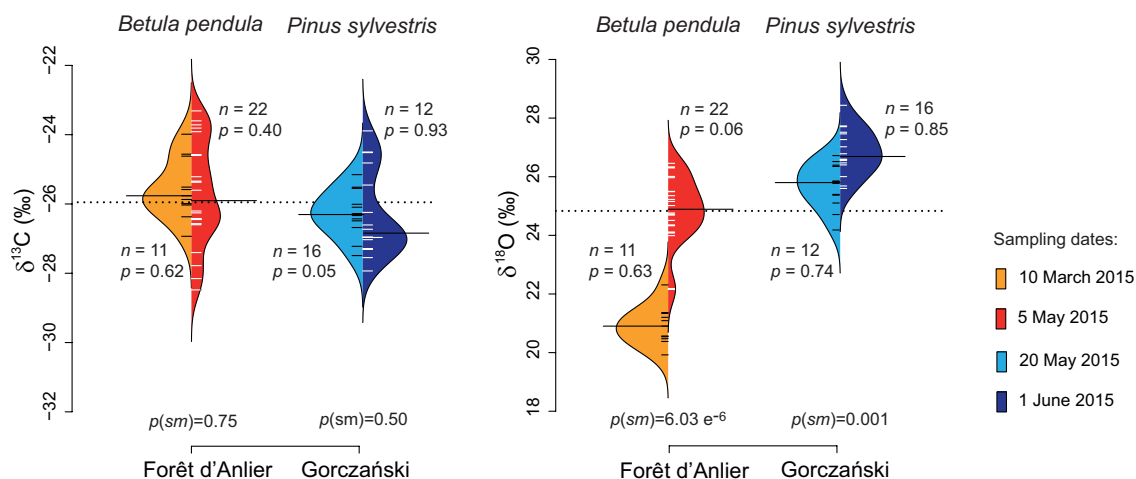 Betula pendula
Pinus sylvestris
-22
-24
-26
-28
-30
-32
δ13C (‰)
n = 22
p = 0.40
n = 12
p = 0.93
n = 11
p = 0.62
n = 16
p = 0.05
p(sm)=0.75
p(sm)=0.50
Forêt d’Anlier
Gorczański
Betula pendula
Pinus sylvestris
30
28
26
24
22
20
18
δ18O (‰)
n = 22
p = 0.06
n = 16
p = 0.85
n = 11
p = 0.63
n = 12
p = 0.74
p(sm)=6.03 e-6
p(sm)=0.001
Forêt d’Anlier
Gorczański
Sampling dates:
10 March 2015
5 May 2015
20 May 2015
1 June 2015